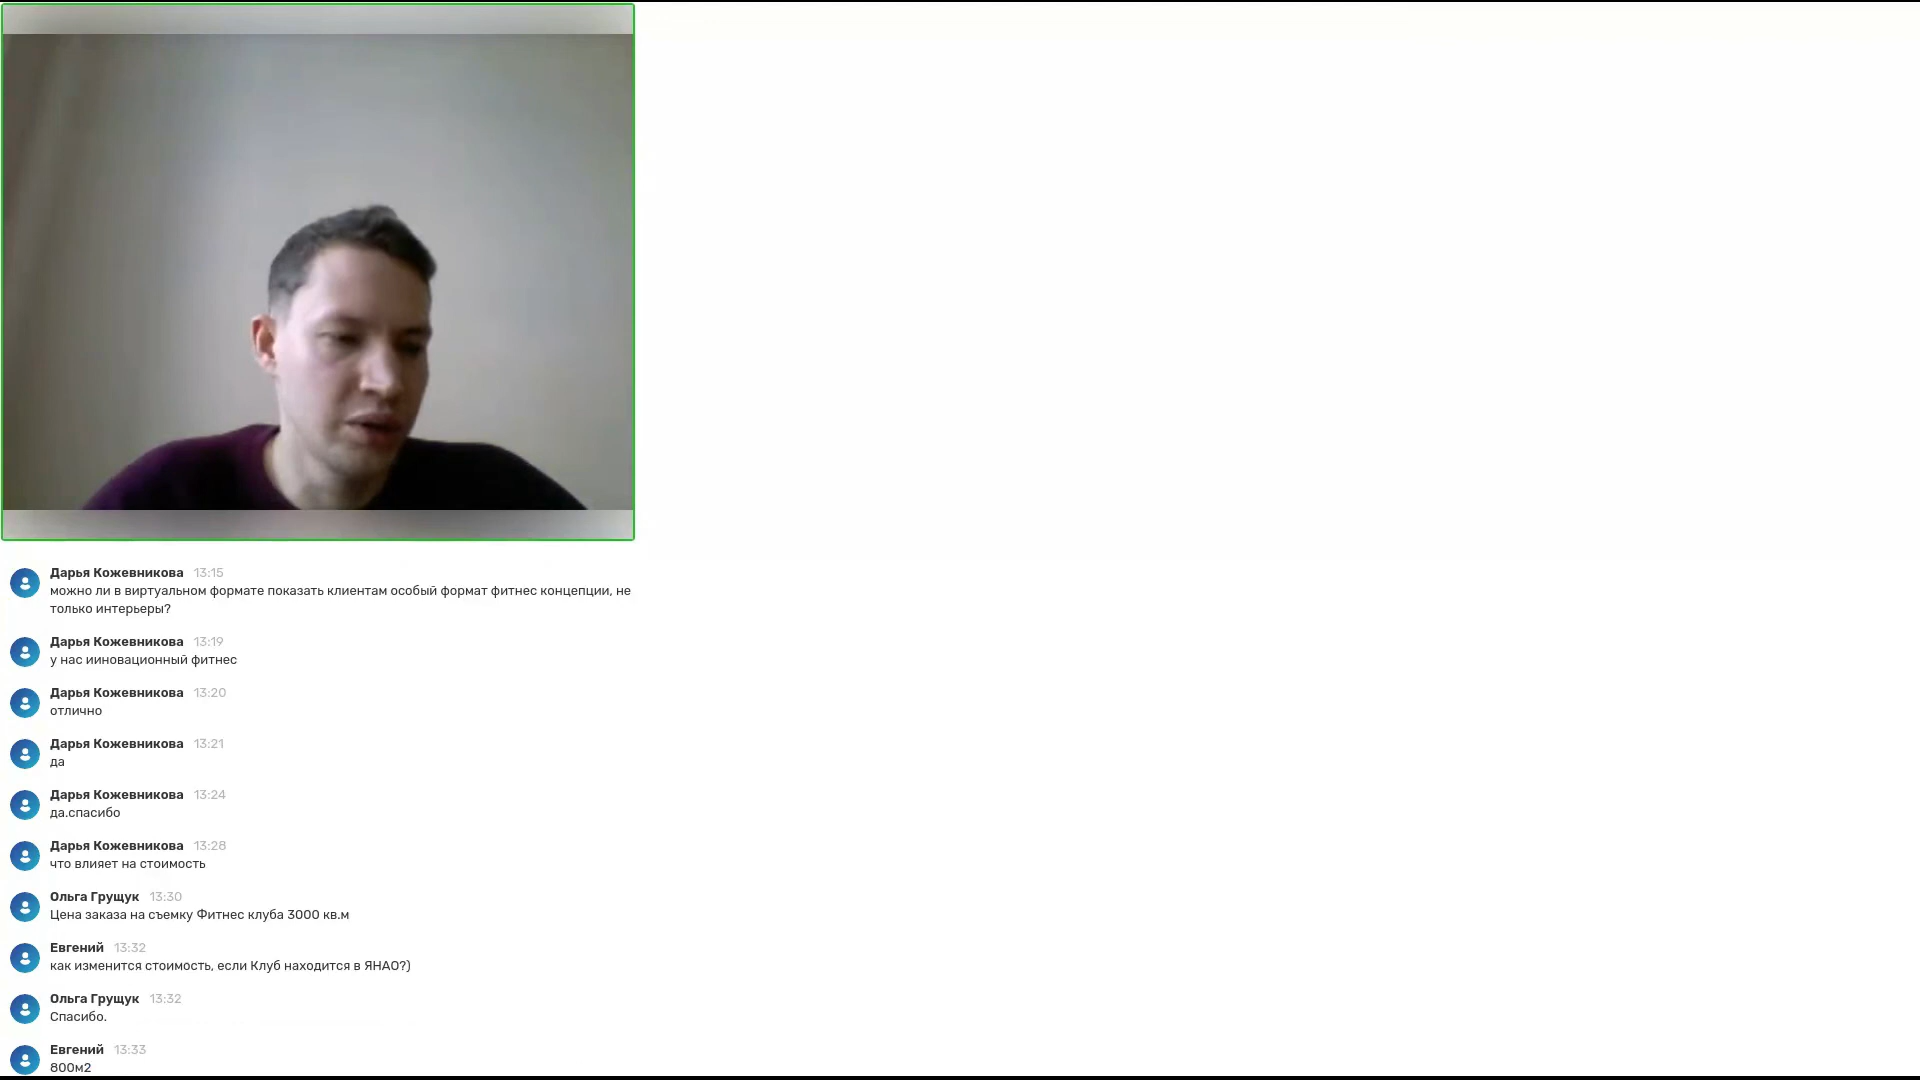 Дарья Кожевникова 13:15
можно ли в виртуальном формате показать клиентам особый формат фитнес концепции, не
только интерьеры?
Дарья Кожевникова 13:19
у нас ииновационный фитнес
Дарья Кожевникова 13:20
отлично
Дарья Кожевникова 13:21
да
Дарья Кожевникова 13:24
да.спасибо
Дарья Кожевникова 13:28
что влияет на стоимость
Ольга Грущук 13:30
Цена заказа на съемку Фитнес клуба 3000 кв.м
Евгений 13:32
как изменится стоимость, если Клуб находится в ЯНАО?)
Ольга Грущук 13:32
Спасибо.
Евгений 13:33
800м2